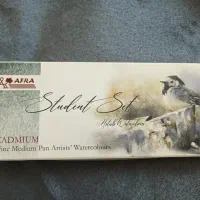 AFRA
Student Set
CADMIUM
Fine Medium Pan Artists' Watercolours